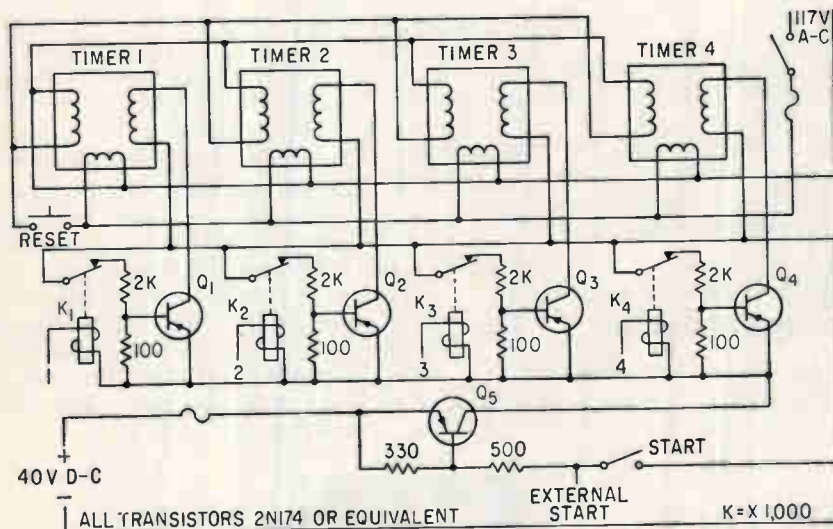 117V
A-C
TIMER 1
TIMER 2
TIMER 3
TIMER 4
RESET
2K
Q1
2K
Q2
2K
Q3
2K
Q4
K1
100
K2
100
K3
100
K4
100
1
2
3
4
Q5
330
500
START
40V D-C
+
−
EXTERNAL
START
ALL TRANSISTORS 2N174 OR EQUIVALENT
K=X 1,000